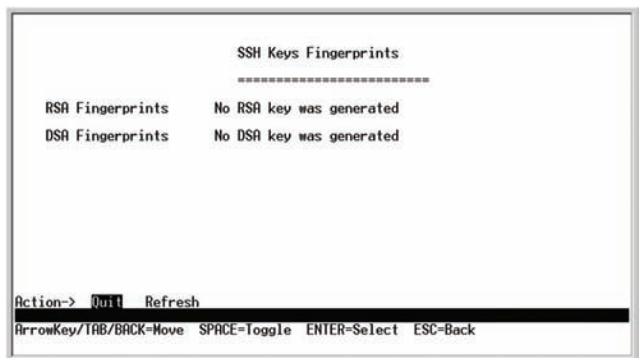 SSH Keys Fingerprints
=========================
RSA Fingerprints No RSA key was generated
DSA Fingerprints No DSA key was generated
Action-> Quit Refresh
ArrowKey/TAB/BACK=Move SPACE=Toggle ENTER=Select ESC=Back